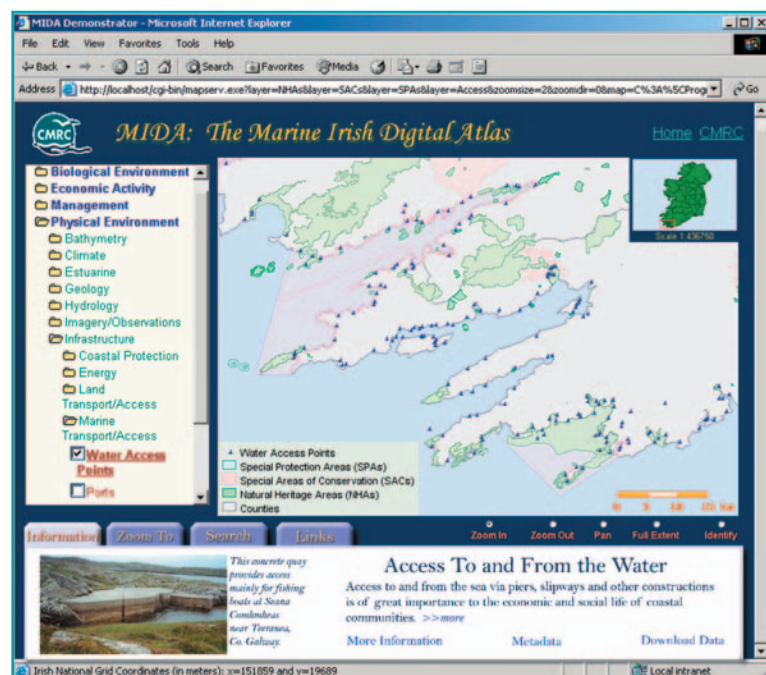 MIDA Demonstrator - Microsoft Internet Explorer
File Edit View Favorites Tools Help
Back Search Favorites Media
Address http://localhost/cgi-bin/mapserv.exe?layer=NHAs&layer=SACs&layer=SPAs&layer=Access&zoomsize=2&zoomdir=0&map=C%3A%5CProg Go
CMRC
MIDA: The Marine Irish Digital Atlas
Home CMRC
Biological Environment
Economic Activity
Management
Physical Environment
Bathymetry
Climate
Estuarine
Geology
Hydrology
Imagery/Observations
Infrastructure
Coastal Protection
Energy
Land
Transport/Access
Marine
Transport/Access
Water Access
Points
Ports
Scale 1:436750
Water Access Points
Special Protection Areas (SPAs)
Special Areas of Conservation (SACs)
Natural Heritage Areas (NHAs)
Counties
Information Zoom To Search Links
Zoom In Zoom Out Pan Full Extent Identify
This concrete quay
provides access
mainly for fishing
boats at Seana
near
Co. Galway.
Access To and From the Water
Access to and from the sea via piers, slipways and other constructions
is of great importance to the economic and social life of coastal
communities. >>more
More Information Metadata Download Data
Irish National Grid Coordinates (in meters): x=151859 and y=19689
Local intranet